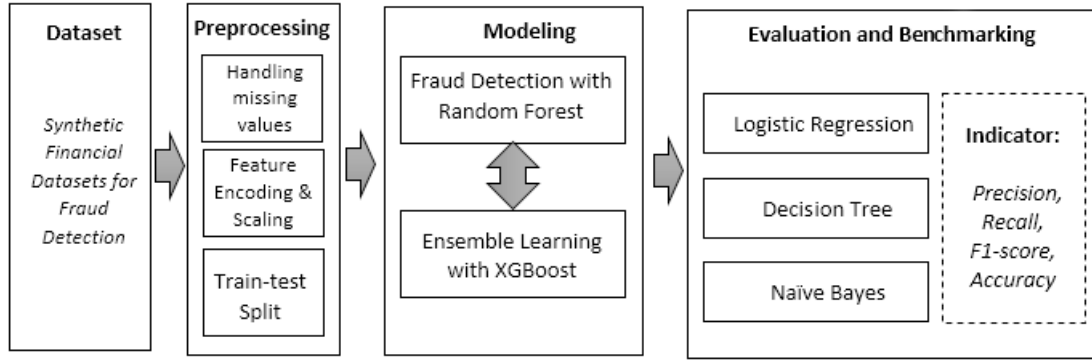 Dataset
Synthetic
Financial
Datasets for
Fraud
Detection
Preprocessing
Handling
missing
values
Feature
Encoding &
Scaling
Train-test
Split
Modeling
Fraud Detection with
Random Forest
Ensemble Learning
with XGBoost
Evaluation and Benchmarking
Logistic Regression
Decision Tree
Naïve Bayes
Indicator:
Precision,
Recall,
F1-score,
Accuracy